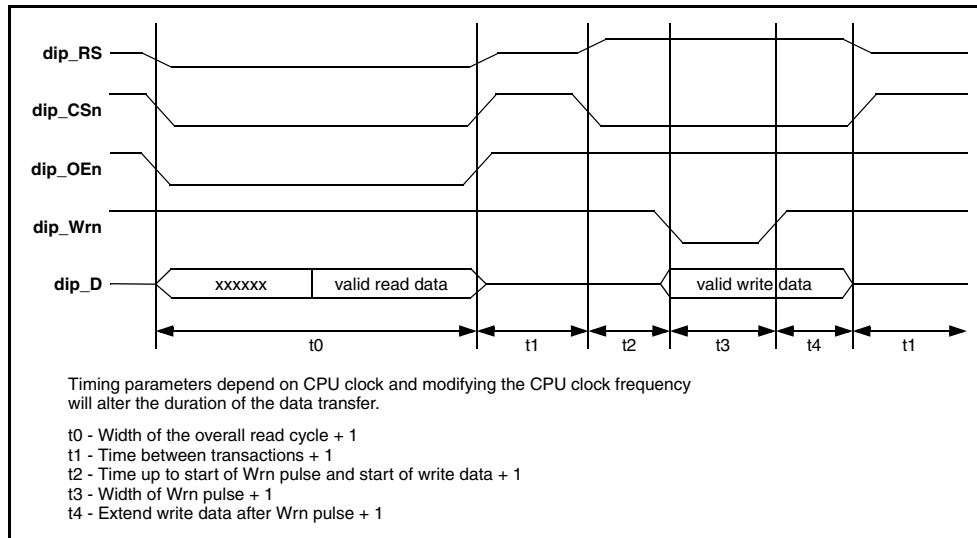 dip_RS
dip_CSn
dip_OEn
dip_Wrn
dip_D
xxxxxx
valid read data
valid write data
t0
t1
t2
t3
t4
t1
Timing parameters depend on CPU clock and modifying the CPU clock frequency
will alter the duration of the data transfer.
t0 - Width of the overall read cycle + 1
t1 - Time between transactions + 1
t2 - Time up to start of Wrn pulse and start of write data + 1
t3 - Width of Wrn pulse + 1
t4 - Extend write data after Wrn pulse + 1